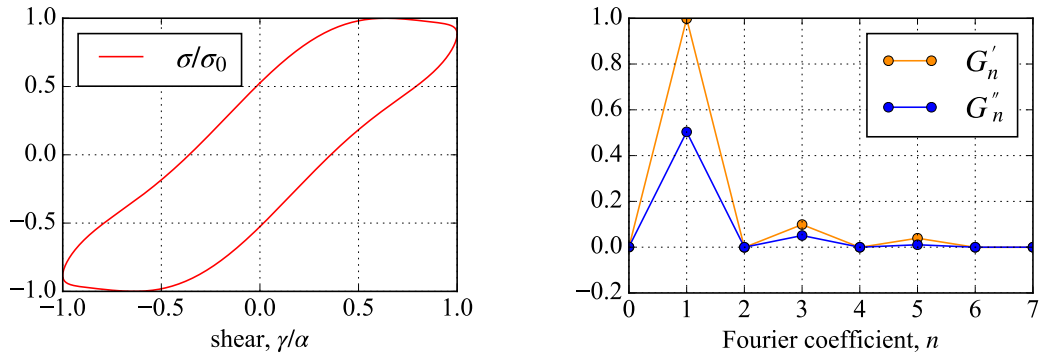 1.0
0.5
0.0
−0.5
−1.0
−1.0 −0.5 0.0 0.5 1.0
shear, γ/α
σ/σ₀
1.0
0.8
0.6
0.4
0.2
0.0
−0.2
0 1 2 3 4 5 6 7
Fourier coefficient, n
G′ₙ
G″ₙ